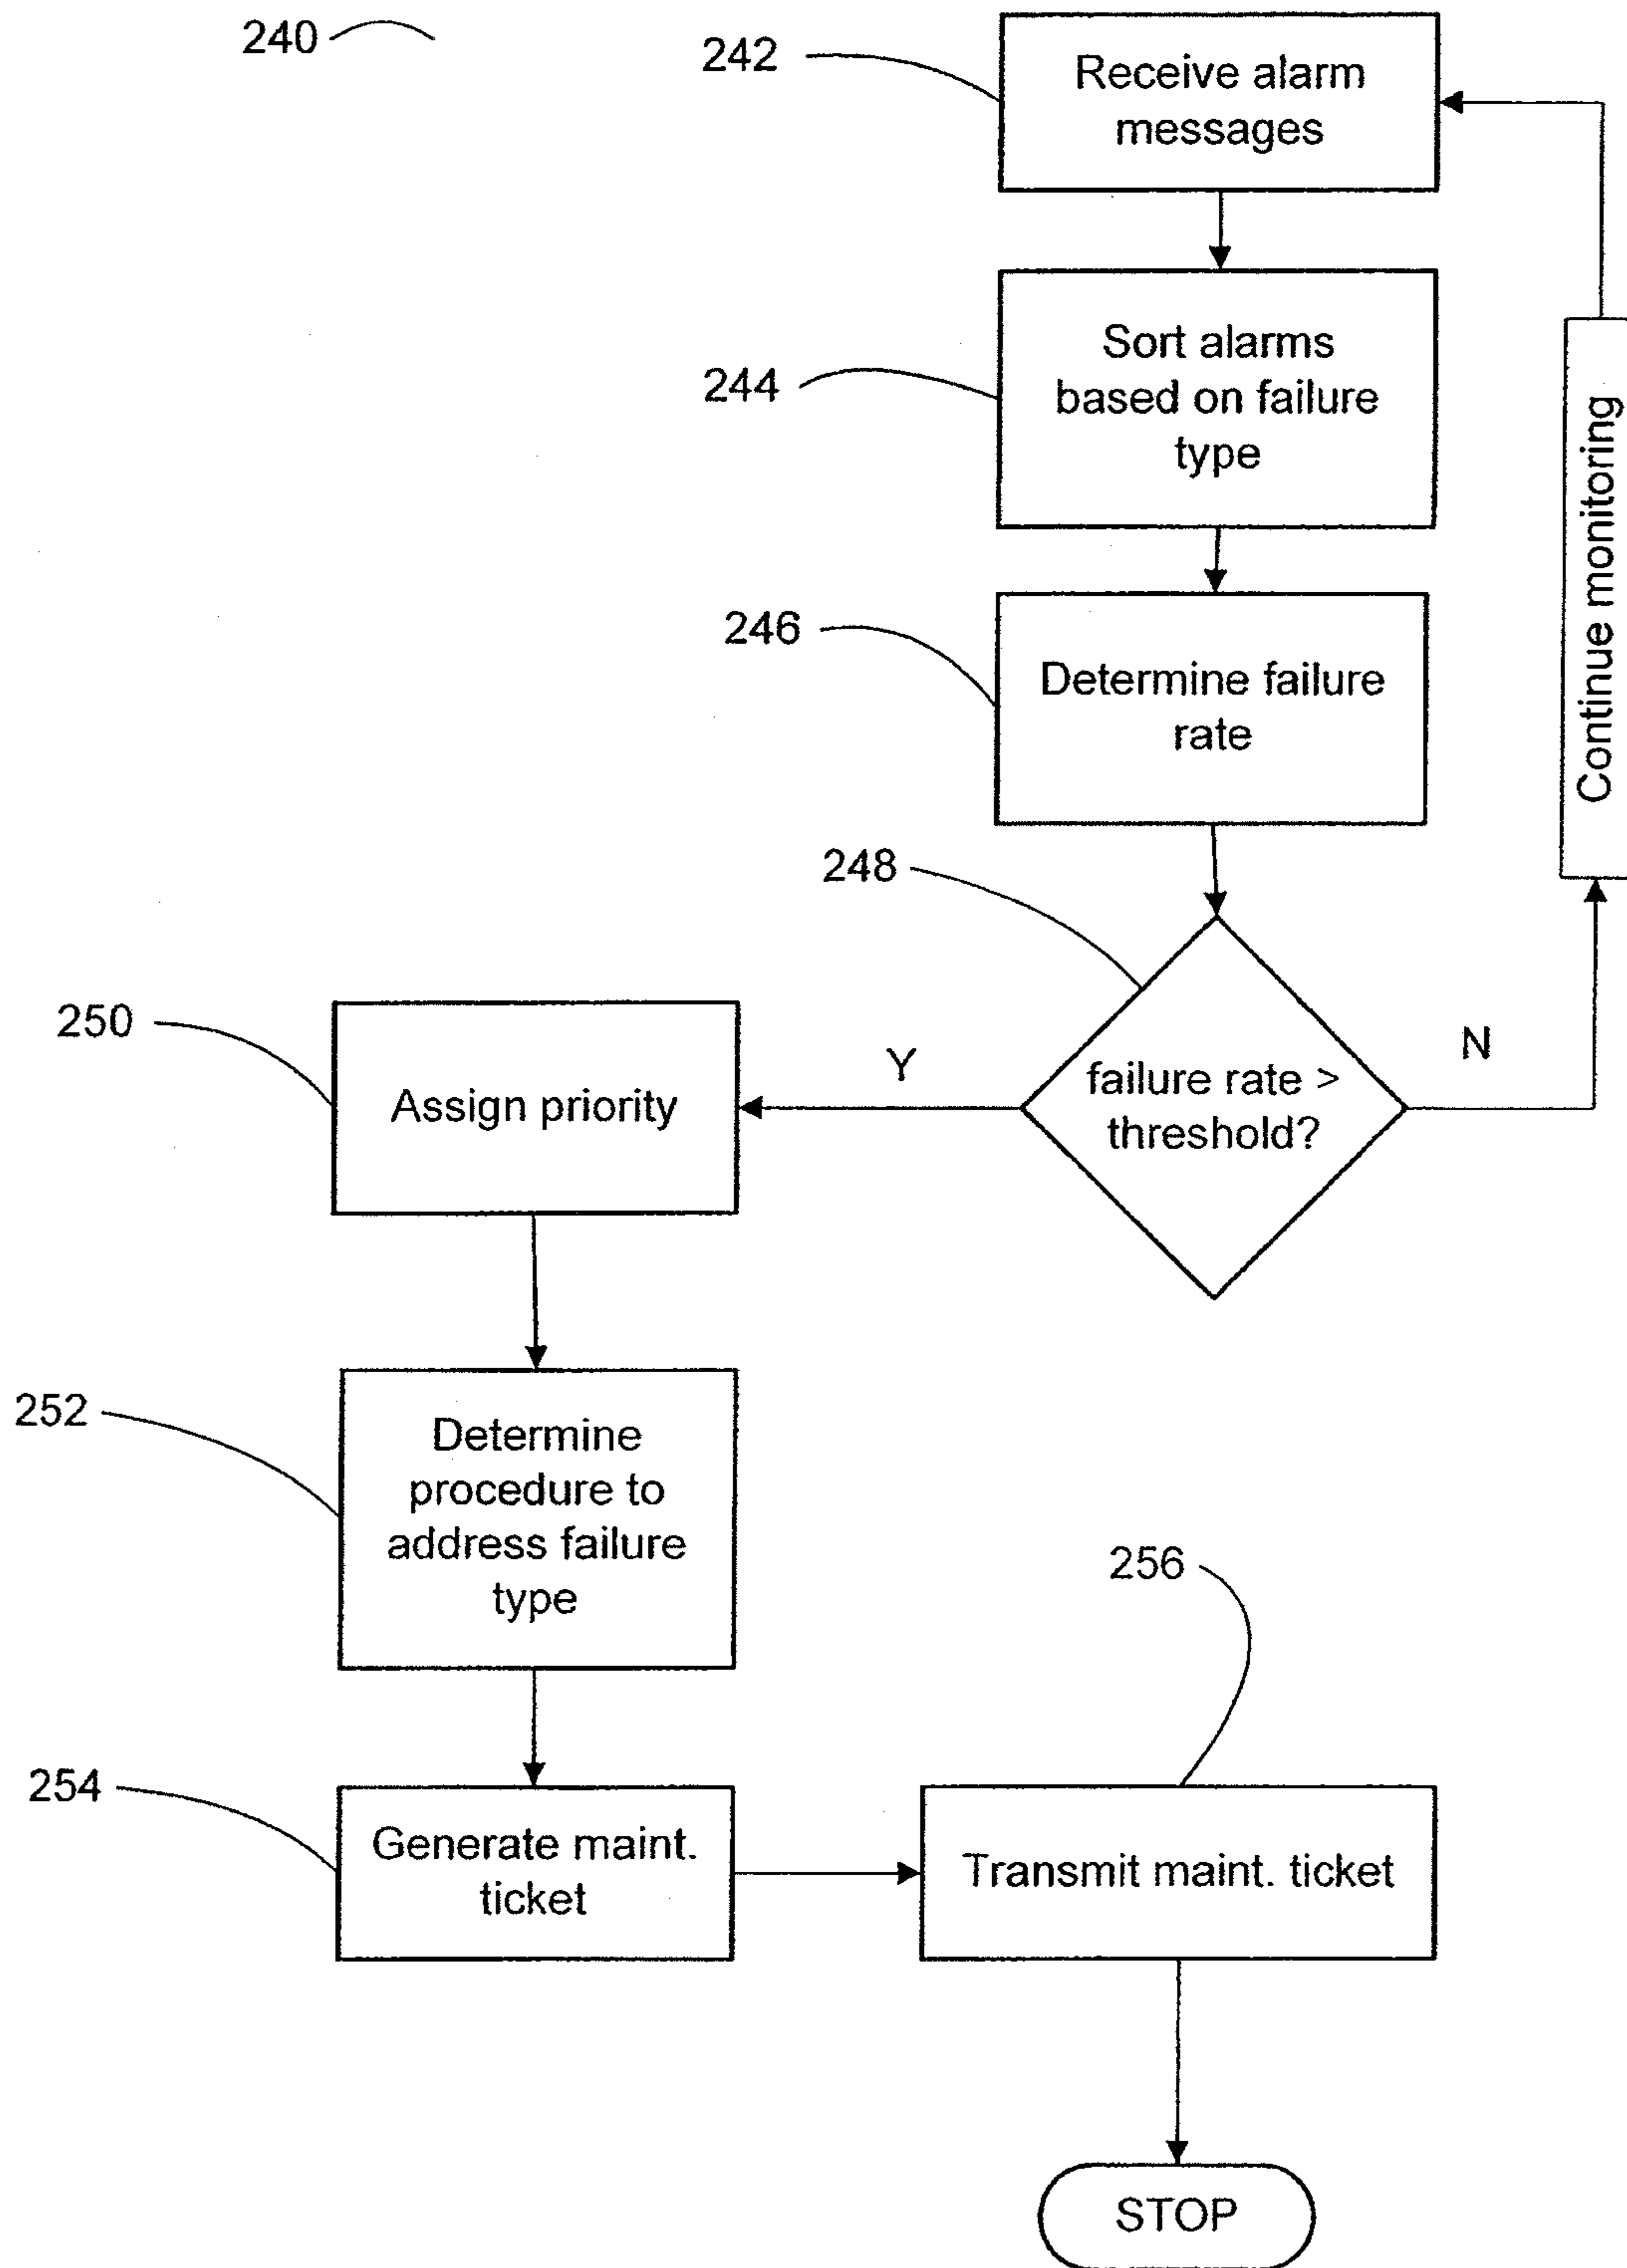 240
242
Receive alarm
messages
244
Sort alarms
based on failure
type
Continue monitoring
246
Determine failure
rate
248
failure rate >
threshold?
Y
N
250
Assign priority
252
Determine
procedure to
address failure
type
254
Generate maint.
ticket
256
Transmit maint. ticket
STOP